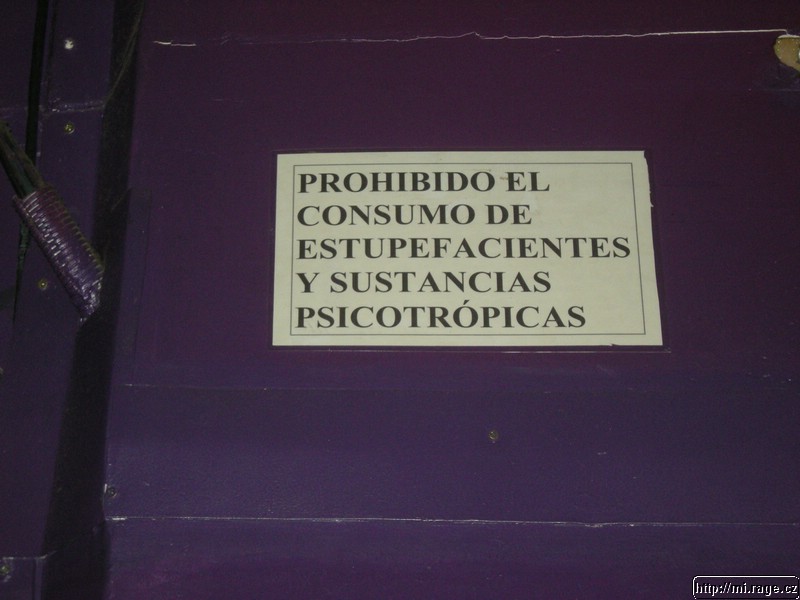 PROHIBIDO EL
CONSUMO DE
ESTUPEFACIENTES
Y SUSTANCIAS
PSICOTRÓPICAS
http://mi.rage.cz